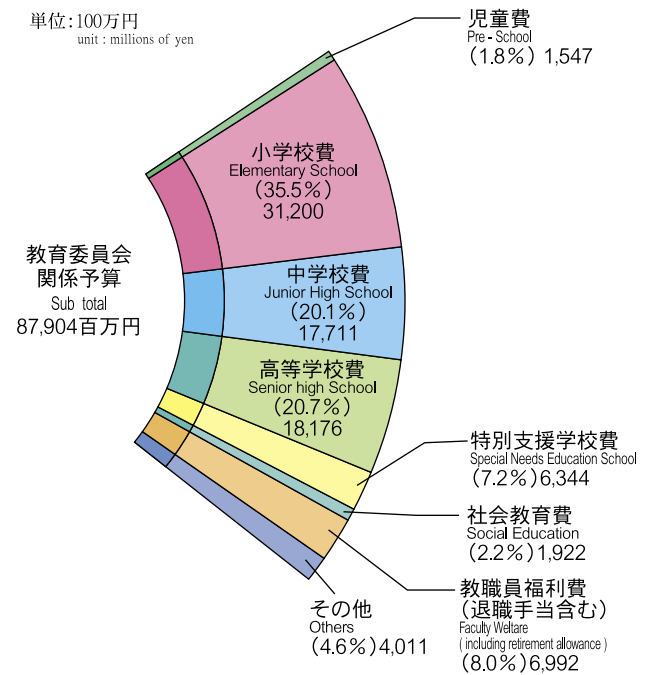 単位:100万円
unit : millions of yen
児童費
Pre - School
(1.8%) 1,547
小学校費
Elementary School
(35.5%)
31,200
教育委員会
関係予算
Sub total
87,904百万円
中学校費
Junior High School
(20.1%)
17,711
高等学校費
Senior high School
(20.7%)
18,176
特別支援学校費
Special Needs Education School
(7.2%)6,344
社会教育費
Social Education
(2.2%)1,922
教職員福利費
(退職手当含む)
Faculty Weltare
( including retirement allowance )
(8.0%)6,992
その他
Others
(4.6%)4,011